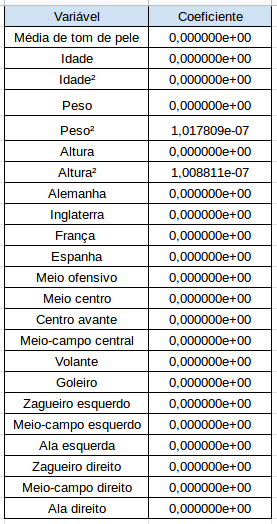 Variável Coeficiente
Média de tom de pele 0,000000e+00
Idade 0,000000e+00
Idade² 0,000000e+00
Peso 0,000000e+00
Peso² 1,017809e-07
Altura 0,000000e+00
Altura² 1,008811e-07
Alemanha 0,000000e+00
Inglaterra 0,000000e+00
França 0,000000e+00
Espanha 0,000000e+00
Meio ofensivo 0,000000e+00
Meio centro 0,000000e+00
Centro avante 0,000000e+00
Meio-campo central 0,000000e+00
Volante 0,000000e+00
Goleiro 0,000000e+00
Zagueiro esquerdo 0,000000e+00
Meio-campo esquerdo 0,000000e+00
Ala esquerda 0,000000e+00
Zagueiro direito 0,000000e+00
Meio-campo direito 0,000000e+00
Ala direito 0,000000e+00